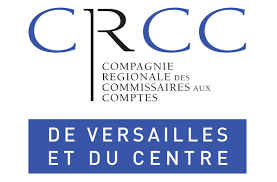 CRCC
COMPAGNIE
REGIONALE DES
COMMISSAIRES AUX
COMPTES
DE VERSAILLES
ET DU CENTRE